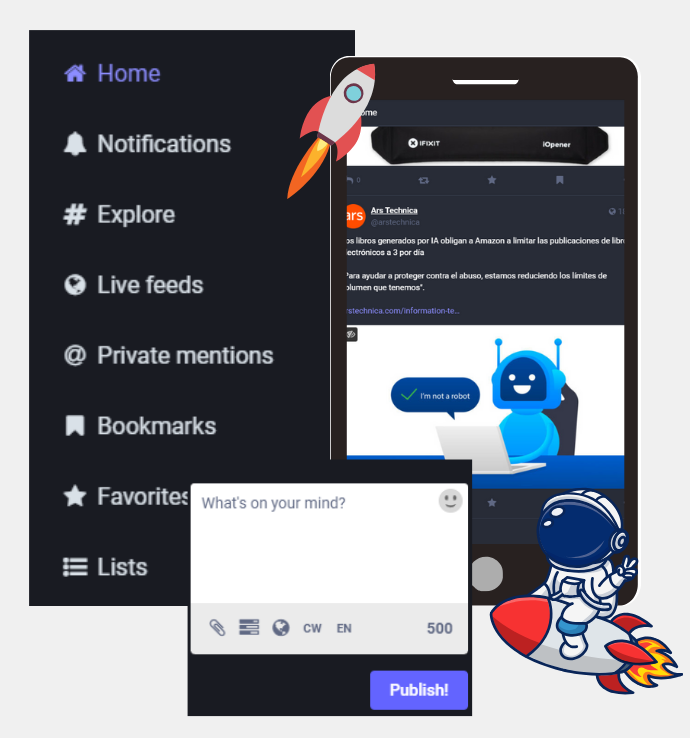 Home
Notifications
# Explore
Live feeds
@ Private mentions
Bookmarks
Favorites
Lists
ome
IFIXIT
iOpener
0
ars
Ars Technica
@arstechnica
os libros generados por IA obligan a Amazon a limitar las publicaciones de libr
lectrónicos a 3 por día
Para ayudar a proteger contra el abuso, estamos reduciendo los límites de
olumen que tenemos".
rstechnica.com/information-te…
I'm not a robot
What's on your mind?
CW EN 500
Publish!